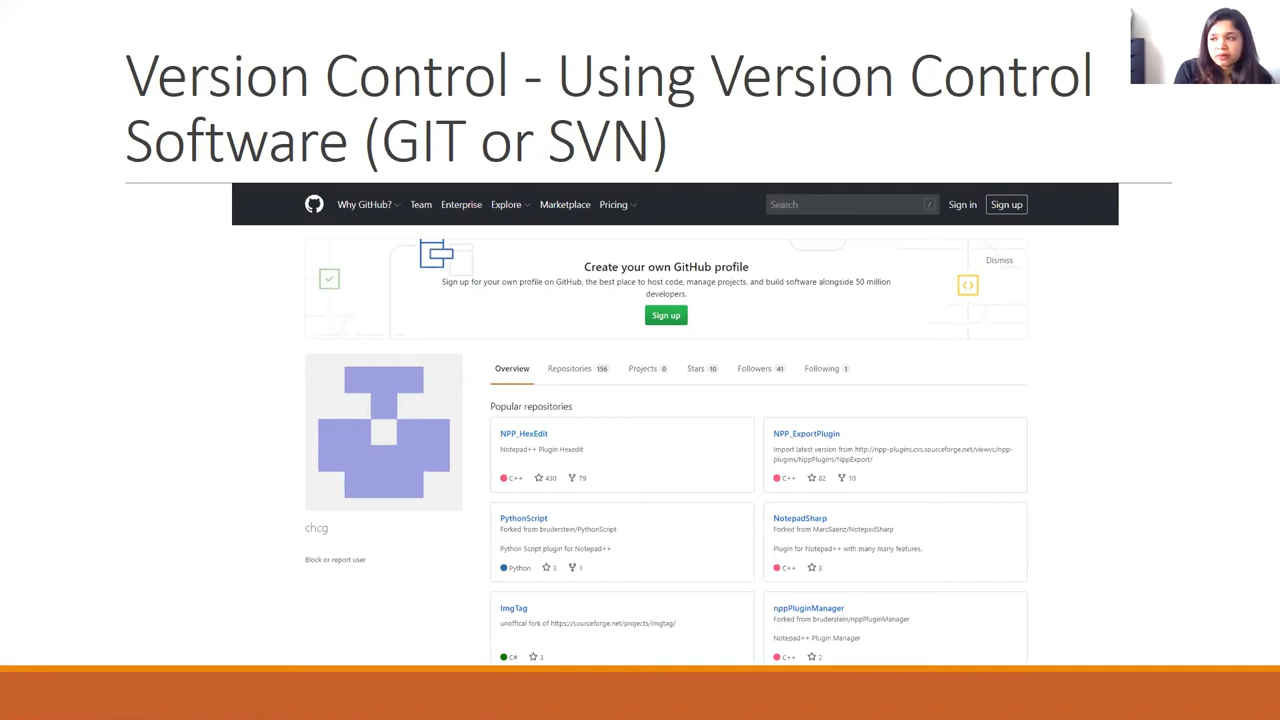 Version Control - Using Version Control
Software (GIT or SVN)
Why GitHub? Team Enterprise Explore Marketplace Pricing Search / Sign in Sign up
Create your own GitHub profile
Dismiss
Sign up for your own profile on GitHub, the best place to host code, manage projects, and build software alongside 50 million
developers.
Sign up
Overview Repositories 156 Projects 0 Stars 10 Followers 41 Following 1
Popular repositories
NPP_HexEdit
Notepad++ Plugin Hexedit
C++ 430 79
NPP_ExportPlugin
Import latest version from http://npp-plugins.cvs.sourceforge.net/viewvc/npp-
plugins/NppPlugins/NppExport/
C++ 82 10
chcg
Block or report user
PythonScript
Forked from bruderstein/PythonScript
Python Script plugin for Notepad++
Python 3 1
NotepadSharp
Forked from MarcSaenz/NotepadSharp
Plugin for Notepad++ with many many features.
C++ 3
ImgTag
unoffical fork of https://sourceforge.net/projects/imgtag/
C# 3
nppPluginManager
Forked from bruderstein/nppPluginManager
Notepad++ Plugin Manager
C++ 2